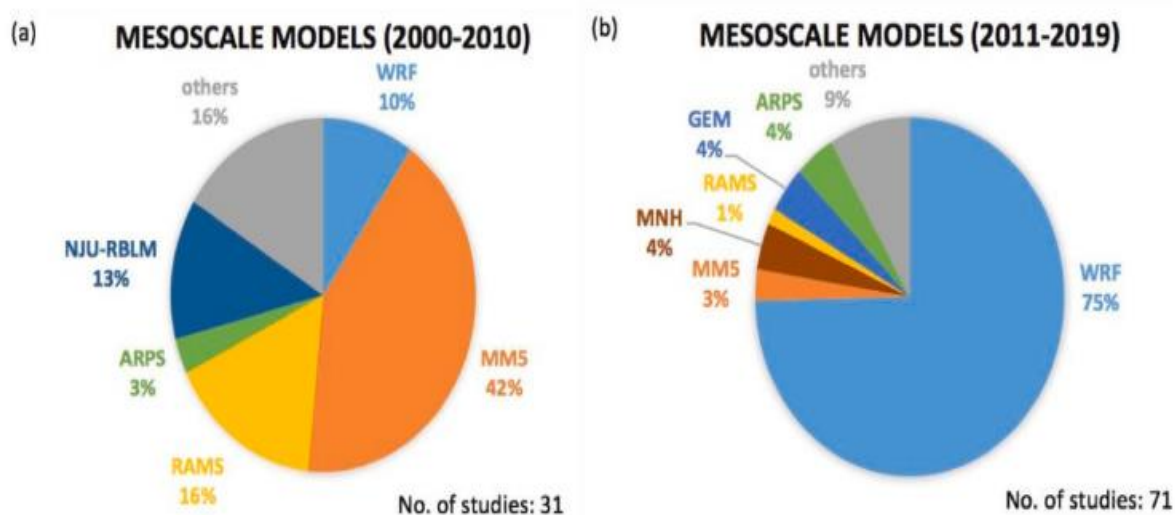 (a)
MESOSCALE MODELS (2000-2010)
WRF
10%
others
16%
NJU-RBLM
13%
ARPS
3%
MM5
42%
RAMS
16%
No. of studies: 31
(b)
MESOSCALE MODELS (2011-2019)
others
9%
ARPS
4%
GEM
4%
RAMS
1%
MNH
4%
MM5
3%
WRF
75%
No. of studies: 71